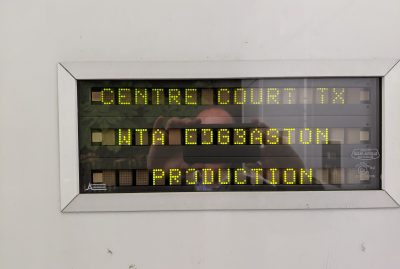 CENTRE COURT TX
WTA EDGBASTON
PRODUCTION